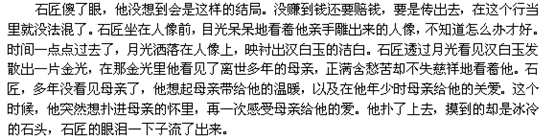 石匠傻了眼，他没想到会是这样的结局。没赚到钱还要赔钱，要是传出去，在这个行当
里就没法混了。石匠坐在人像前，目光呆呆地看着他亲手雕出来的人像，不知道怎么办才好。
时间一点点过去了，月光洒落在人像上，映衬出汉白玉的洁白。石匠透过月光看见汉白玉发
散出一片金光，在那金光里他看见了离世多年的母亲，正满含愁苦却不失慈祥地看着他。石
匠，多年没看见母亲了，他想起母亲带给他的温暖，以及在他年少时母亲给他的关爱。这个
时候，他突然想扑进母亲的怀里，再一次感受母亲给他的爱。他扑了上去，摸到的却是冰冷
的石头，石匠的眼泪一下子流了出来。